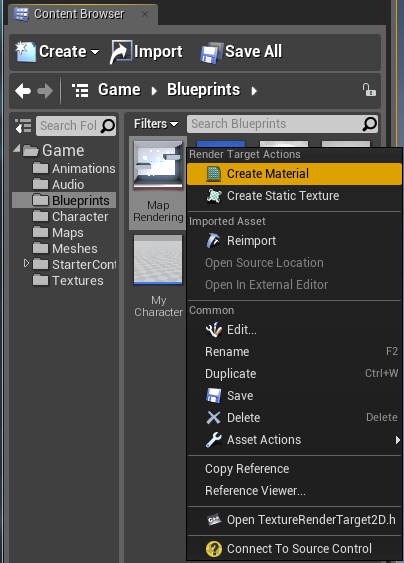 Content Browser
Create Import Save All
Game Blueprints
Search Fol
Filters Search Blueprints
Game
Animations
Audio
Blueprints
Character
Maps
Meshes
StarterCont
Textures
Map
Rendering
My
Character
Render Target Actions
Create Material
Create Static Texture
Imported Asset
Reimport
Open Source Location
Open In External Editor
Common
Edit...
Rename F2
Duplicate Ctrl+W
Save
Delete Delete
Asset Actions
Copy Reference
Reference Viewer...
Open TextureRenderTarget2D.h
Connect To Source Control